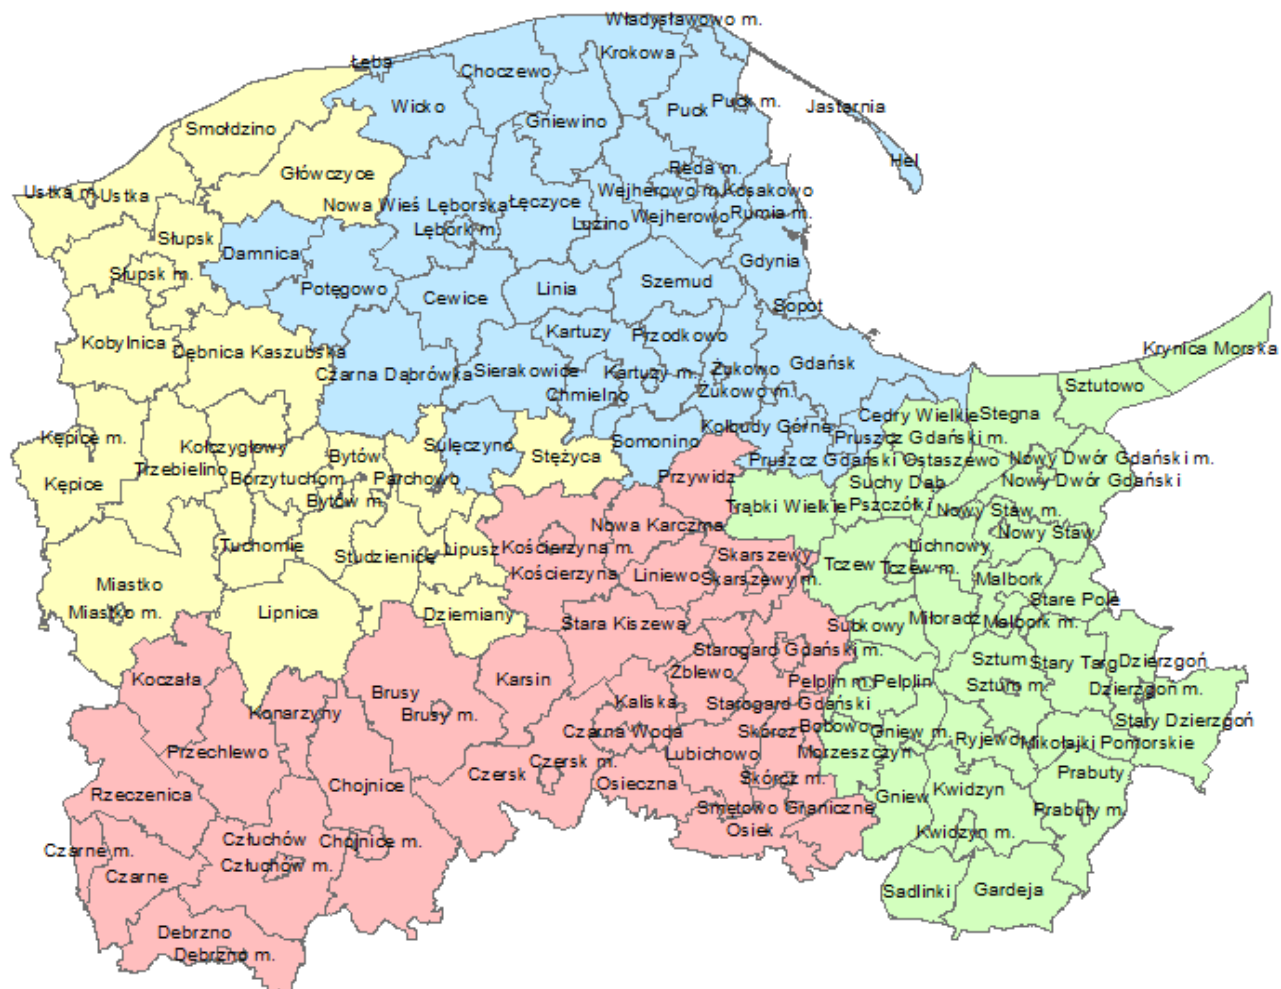 Władysławowo m.
Krokowa
Łeba
Choczewo
Wicko
Puck
Puck m.
Jastarnia
Gniewino
Smołdzino
Hel
Reda m.
Główczyce
Ustka m.
Ustka
Wejherowo m.
Kosakowo
Nowa Wieś Lęborska
Łęczyce
Wejherowo
Rumia m.
Luzino
Lębork m.
Słupsk
Damnica
Gdynia
Słupsk m.
Szemud
Potęgowo
Linia
Cewice
Sopot
Kartuzy
Przodkowo
Kobylnica
Dębnica Kaszubska
Krynica Morska
Gdańsk
Żukowo
Sierakowice
Kartuzy m.
Czarna Dąbrówka
Sztutowo
Żukowo m.
Chmielno
Cedry Wielkie
Stegna
Kolbudy Górne
Kępice m.
Kołczygłowy
Sulęczyno
Somonino
Pruszcz Gdański m.
Bytów
Stężyca
Pruszcz Gdański
Ostaszewo
Nowy Dwór Gdański m.
Trzebielino
Borzytuchom
Parchowo
Przywidz
Kępice
Suchy Dąb
Nowy Dwór Gdański
Bytów m.
Trąbki Wielkie
Pszczółki
Nowy Staw m.
Nowa Karczma
Nowy Staw
Tuchomie
Studzienice
Lipusz
Kościerzyna m.
Skarszewy
Lichnowy
Tczew
Tczew m.
Kościerzyna
Liniewo
Skarszewy m.
Malbork
Miastko
Stare Pole
Miastko m.
Lipnica
Dziemiany
Stara Kiszewa
Subkowy
Miłoradz
Malbork m.
Starogard Gdański m.
Sztum
Stary Targ
Dzierzgoń
Koczała
Zblewo
Karsin
Pelplin m.
Pelplin
Sztum m.
Dzierzgoń m.
Brusy
Brusy m.
Kaliska
Starogard Gdański
Konarzyny
Stary Dzierzgoń
Czarna Woda
Skórcz
Bobowo
Gniew m.
Ryjewo
Mikołajki Pomorskie
Przechlewo
Lubichowo
Morzeszczyn
Czersk m.
Czersk
Skórcz m.
Prabuty
Chojnice
Osieczna
Rzeczenica
Gniew
Kwidzyn
Smętowo Graniczne
Prabuty m.
Osiek
Kwidzyn m.
Człuchów
Chojnice m.
Czarne m.
Człuchów m.
Czarne
Sadlinki
Gardeja
Debrzno
Debrzno m.